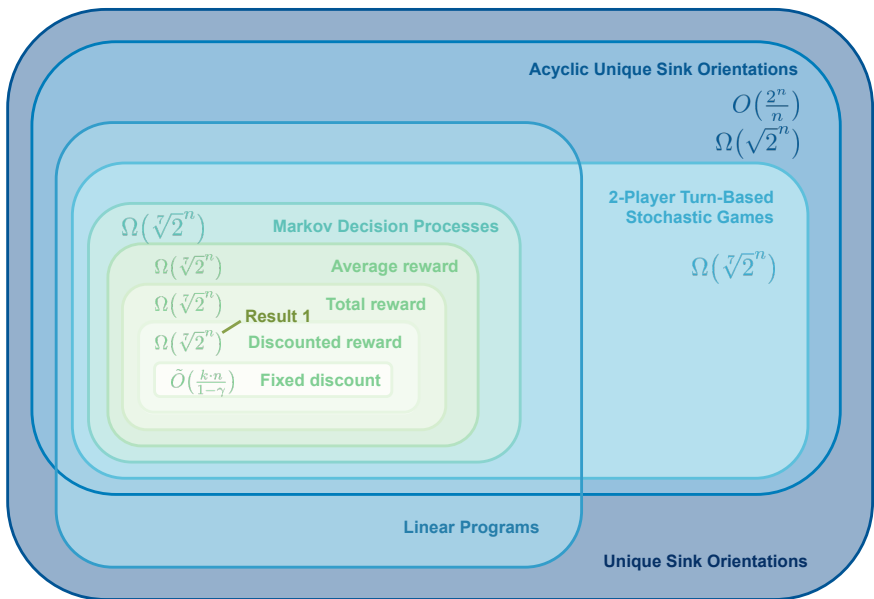 Acyclic Unique Sink Orientations
O(2^n/n)
Ω(√2^n)
2-Player Turn-Based
Stochastic Games
Ω(⁷√2^n)
Ω(⁷√2^n) Markov Decision Processes
Ω(⁷√2^n) Average reward
Ω(⁷√2^n) Total reward
Result 1
Ω(⁷√2^n) Discounted reward
Õ(k·n/1−γ) Fixed discount
Linear Programs
Unique Sink Orientations